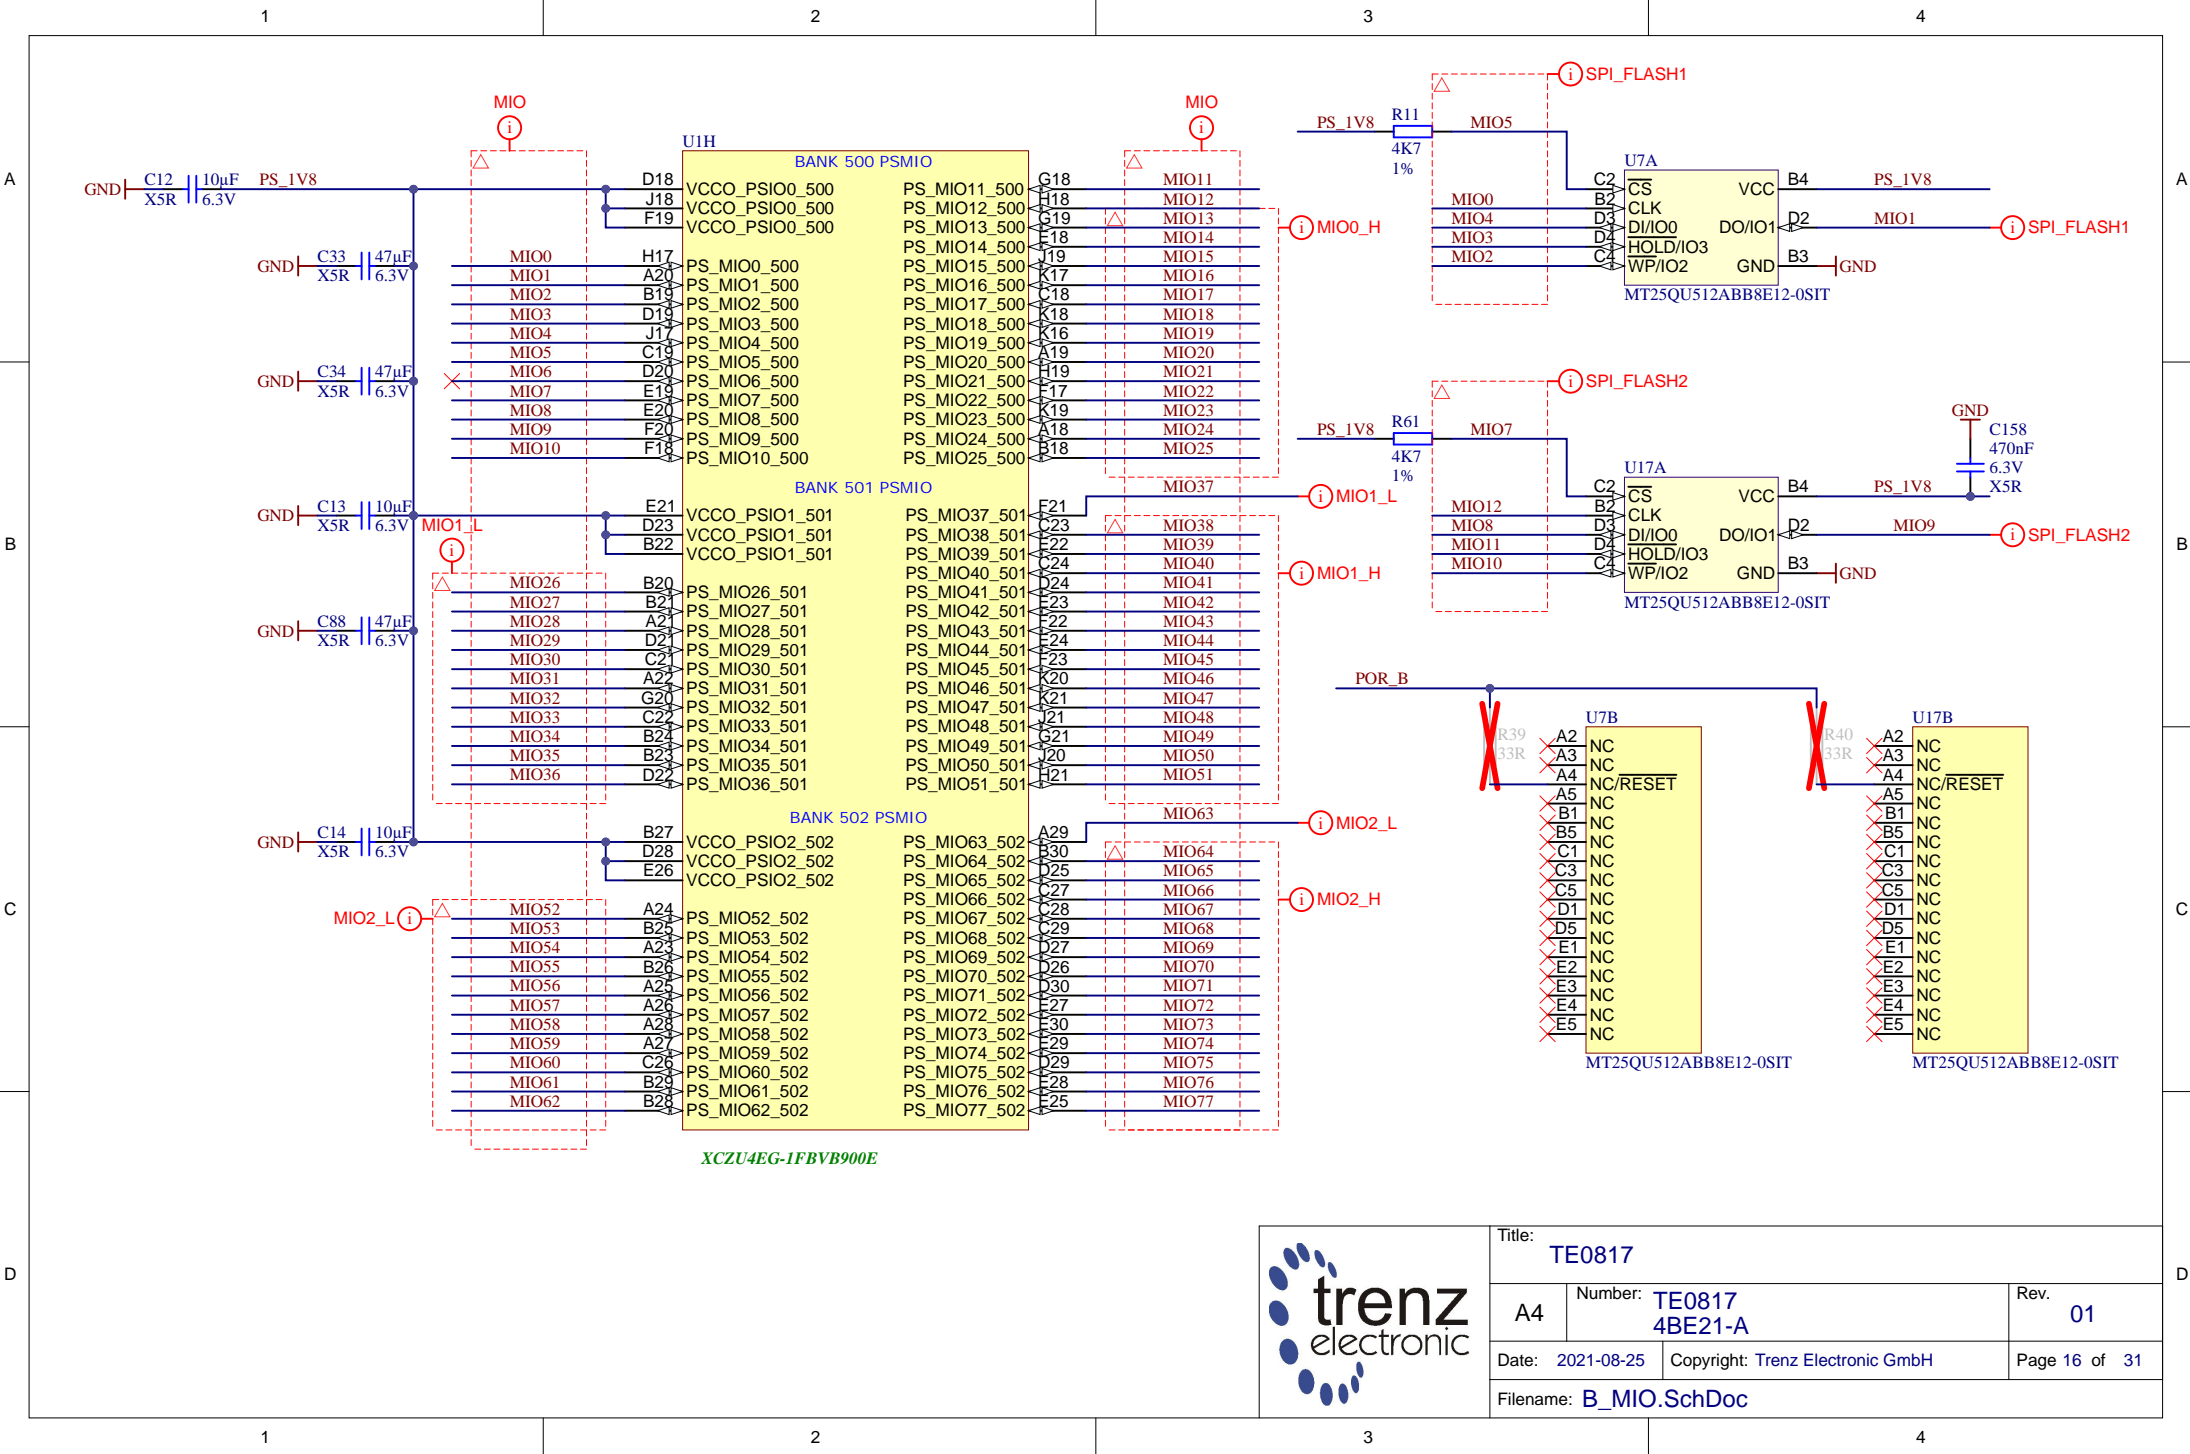 1 2 3 4
A A
B B
C C
D D
1 2 3 4
MIO
MIO
MIO1_L
MIO2_L
GND C12 10µF PS_1V8
X5R 6.3V
GND C33 47µF
X5R 6.3V
GND C34 47µF
X5R 6.3V
GND C13 10µF
X5R 6.3V
GND C88 47µF
X5R 6.3V
GND C14 10µF
X5R 6.3V
U1H
BANK 500 PSMIO
D18 VCCO_PSIO0_500
J18 VCCO_PSIO0_500
F19 VCCO_PSIO0_500
MIO0 H17 PS_MIO0_500
MIO1 A20 PS_MIO1_500
MIO2 B19 PS_MIO2_500
MIO3 D19 PS_MIO3_500
MIO4 J17 PS_MIO4_500
MIO5 C19 PS_MIO5_500
MIO6 D20 PS_MIO6_500
MIO7 E19 PS_MIO7_500
MIO8 E20 PS_MIO8_500
MIO9 F20 PS_MIO9_500
MIO10 F18 PS_MIO10_500
PS_MIO11_500 G18 MIO11
PS_MIO12_500 H18 MIO12
PS_MIO13_500 G19 MIO13
PS_MIO14_500 MIO14
PS_MIO15_500 J19 MIO15
PS_MIO16_500 K17 MIO16
PS_MIO17_500 C18 MIO17
PS_MIO18_500 K18 MIO18
PS_MIO19_500 K16 MIO19
PS_MIO20_500 A19 MIO20
PS_MIO21_500 H19 MIO21
PS_MIO22_500 F17 MIO22
PS_MIO23_500 K19 MIO23
PS_MIO24_500 A18 MIO24
PS_MIO25_500 B18 MIO25
MIO0_H
BANK 501 PSMIO
E21 VCCO_PSIO1_501
D23 VCCO_PSIO1_501
B22 VCCO_PSIO1_501
MIO26 B20 PS_MIO26_501
MIO27 B21 PS_MIO27_501
MIO28 A21 PS_MIO28_501
MIO29 D21 PS_MIO29_501
MIO30 C21 PS_MIO30_501
MIO31 A22 PS_MIO31_501
MIO32 G20 PS_MIO32_501
MIO33 C22 PS_MIO33_501
MIO34 B24 PS_MIO34_501
MIO35 B23 PS_MIO35_501
MIO36 D22 PS_MIO36_501
PS_MIO37_501 F21 MIO37 MIO1_L
PS_MIO38_501 C23 MIO38
PS_MIO39_501 E22 MIO39
PS_MIO40_501 C24 MIO40
PS_MIO41_501 D24 MIO41
PS_MIO42_501 E23 MIO42
PS_MIO43_501 F22 MIO43
PS_MIO44_501 E24 MIO44
PS_MIO45_501 F23 MIO45
PS_MIO46_501 K20 MIO46
PS_MIO47_501 K21 MIO47
PS_MIO48_501 J21 MIO48
PS_MIO49_501 G21 MIO49
PS_MIO50_501 J20 MIO50
PS_MIO51_501 H21 MIO51
MIO1_H
BANK 502 PSMIO
B27 VCCO_PSIO2_502
D28 VCCO_PSIO2_502
E26 VCCO_PSIO2_502
MIO52 A24 PS_MIO52_502
MIO53 B25 PS_MIO53_502
MIO54 A23 PS_MIO54_502
MIO55 B26 PS_MIO55_502
MIO56 A25 PS_MIO56_502
MIO57 A26 PS_MIO57_502
MIO58 A28 PS_MIO58_502
MIO59 A27 PS_MIO59_502
MIO60 C26 PS_MIO60_502
MIO61 B29 PS_MIO61_502
MIO62 B28 PS_MIO62_502
PS_MIO63_502 A29 MIO63 MIO2_L
PS_MIO64_502 B30 MIO64
PS_MIO65_502 D25 MIO65
PS_MIO66_502 C27 MIO66
PS_MIO67_502 C28 MIO67
PS_MIO68_502 C29 MIO68
PS_MIO69_502 D27 MIO69
PS_MIO70_502 D26 MIO70
PS_MIO71_502 D30 MIO71
PS_MIO72_502 E27 MIO72
PS_MIO73_502 E30 MIO73
PS_MIO74_502 E29 MIO74
PS_MIO75_502 D29 MIO75
PS_MIO76_502 E28 MIO76
PS_MIO77_502 E25 MIO77
MIO2_H
XCZU4EG-1FBVB900E
SPI_FLASH1
PS_1V8 R11 MIO5
4K7
1%
U7A
C2 CS VCC B4 PS_1V8
MIO0 B2 CLK
MIO4 D3 DI/IO0 DO/IO1 D2 MIO1 SPI_FLASH1
MIO3 D4 HOLD/IO3
MIO2 C4 WP/IO2 GND B3 GND
MT25QU512ABB8E12-0SIT
SPI_FLASH2
PS_1V8 R61 MIO7
4K7
1%
GND
C158
470nF
6.3V
X5R
U17A
C2 CS VCC B4 PS_1V8
MIO12 B2 CLK
MIO8 D3 DI/IO0 DO/IO1 D2 MIO9 SPI_FLASH2
MIO11 D4 HOLD/IO3
MIO10 C4 WP/IO2 GND B3 GND
MT25QU512ABB8E12-0SIT
POR_B
R39
33R
U7B
A2 NC
A3 NC
A4 NC/RESET
A5 NC
B1 NC
B5 NC
C1 NC
C3 NC
C5 NC
D1 NC
D5 NC
E1 NC
E2 NC
E3 NC
E4 NC
E5 NC
MT25QU512ABB8E12-0SIT
R40
33R
U17B
A2 NC
A3 NC
A4 NC/RESET
A5 NC
B1 NC
B5 NC
C1 NC
C3 NC
C5 NC
D1 NC
D5 NC
E1 NC
E2 NC
E3 NC
E4 NC
E5 NC
MT25QU512ABB8E12-0SIT
trenz
electronic
Title:
TE0817
A4 Number: TE0817
4BE21-A
Rev.
01
Date: 2021-08-25 Copyright: Trenz Electronic GmbH Page 16 of 31
Filename: B_MIO.SchDoc